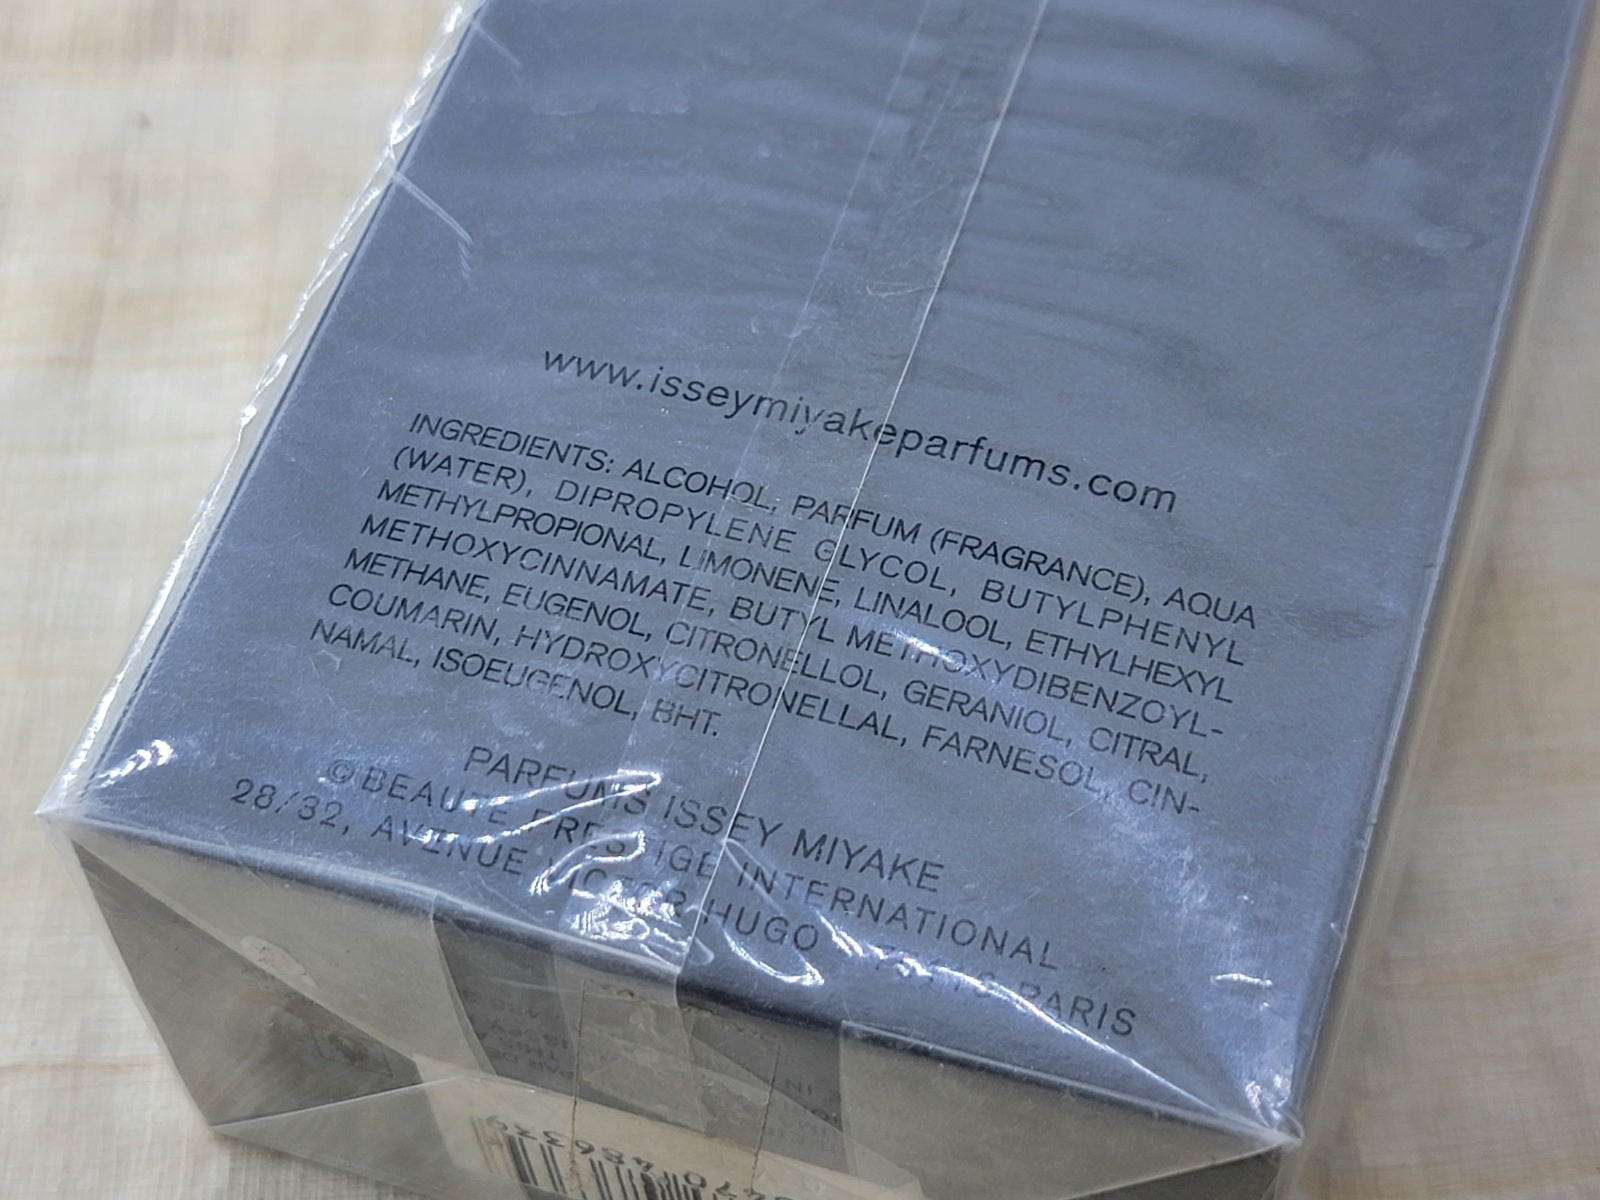 www.isseymiyakeparfums.com
INGREDIENTS: ALCOHOL, PARFUM (FRAGRANCE), AQUA
(WATER), DIPROPYLENE GLYCOL, BUTYLPHENYL
METHYLPROPIONAL, LIMONENE, LINALOOL, ETHYLHEXYL
METHOXYCINNAMATE, BUTYL METHOXYDIBENZOYL-
METHANE, EUGENOL, CITRONELLOL, GERANIOL, CITRAL,
COUMARIN, HYDROXYCITRONELLAL, FARNESOL, CIN-
NAMAL, ISOEUGENOL, BHT.
PARFUMS ISSEY MIYAKE
©BEAUTE PRESTIGE INTERNATIONAL
28/32, AVENUE VICTOR HUGO PARIS